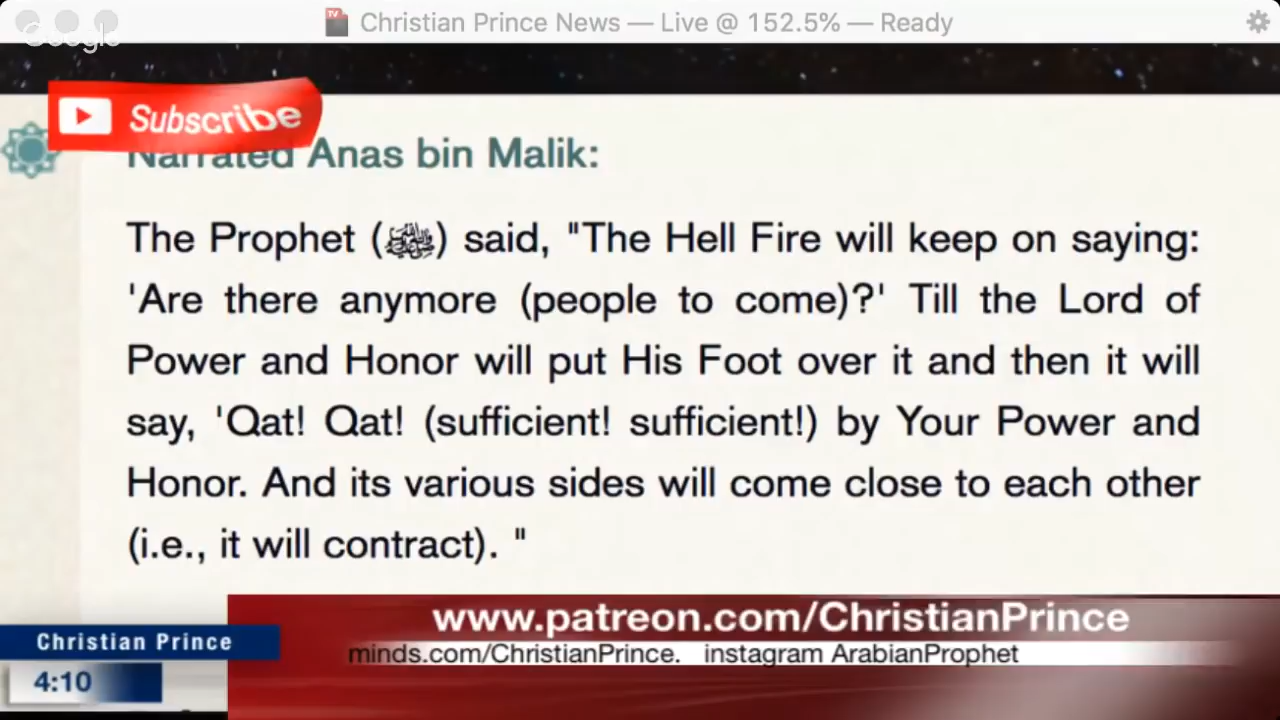 Christian Prince News — Live @ 152.5% — Ready
Google
Subscribe
Narrated Anas bin Malik:
The Prophet (ﷺ) said, "The Hell Fire will keep on saying:
'Are there anymore (people to come)?' Till the Lord of
Power and Honor will put His Foot over it and then it will
say, 'Qat! Qat! (sufficient! sufficient!) by Your Power and
Honor. And its various sides will come close to each other
(i.e., it will contract). "
www.patreon.com/ChristianPrince
minds.com/ChristianPrince. instagram ArabianProphet
Christian Prince
4:10